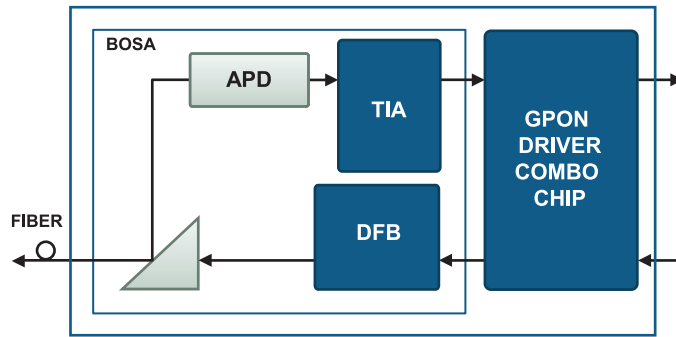 BOSA
APD
TIA
GPON
DRIVER
COMBO
CHIP
FIBER
DFB